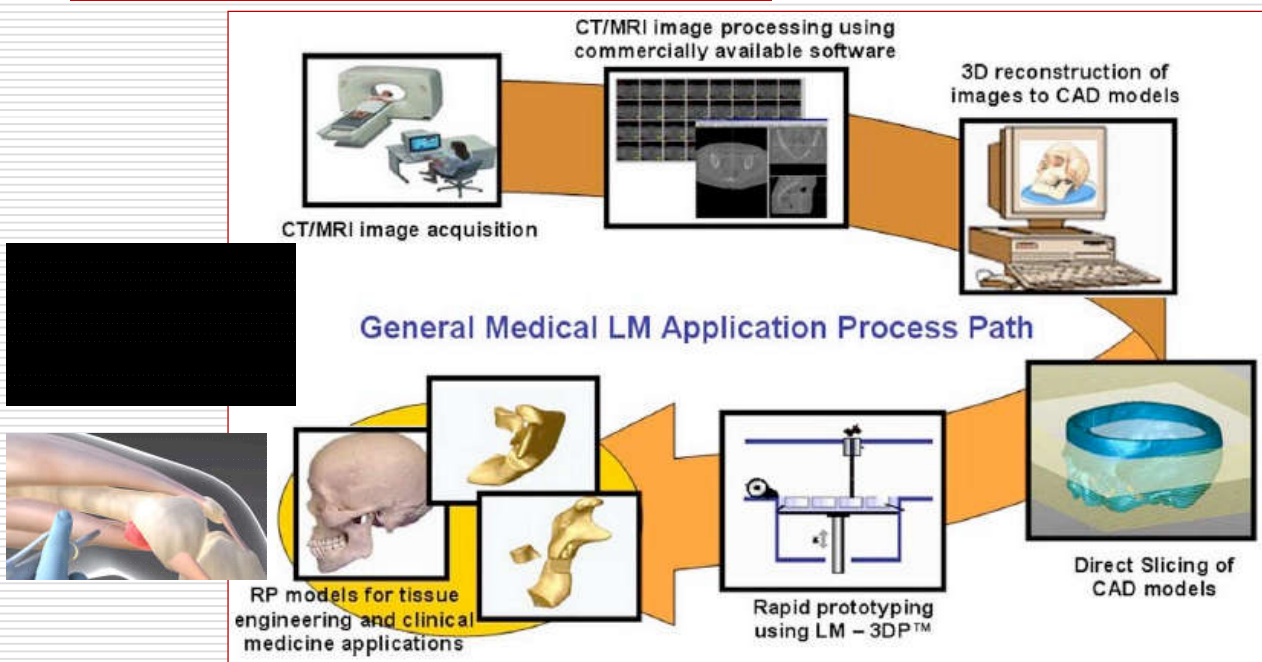 CT/MRI image processing using
commercially available software
3D reconstruction of
images to CAD models
CT/MRI image acquisition
General Medical LM Application Process Path
Direct Slicing of
CAD models
Rapid prototyping
using LM – 3DP™
RP models for tissue
engineering and clinical
medicine applications